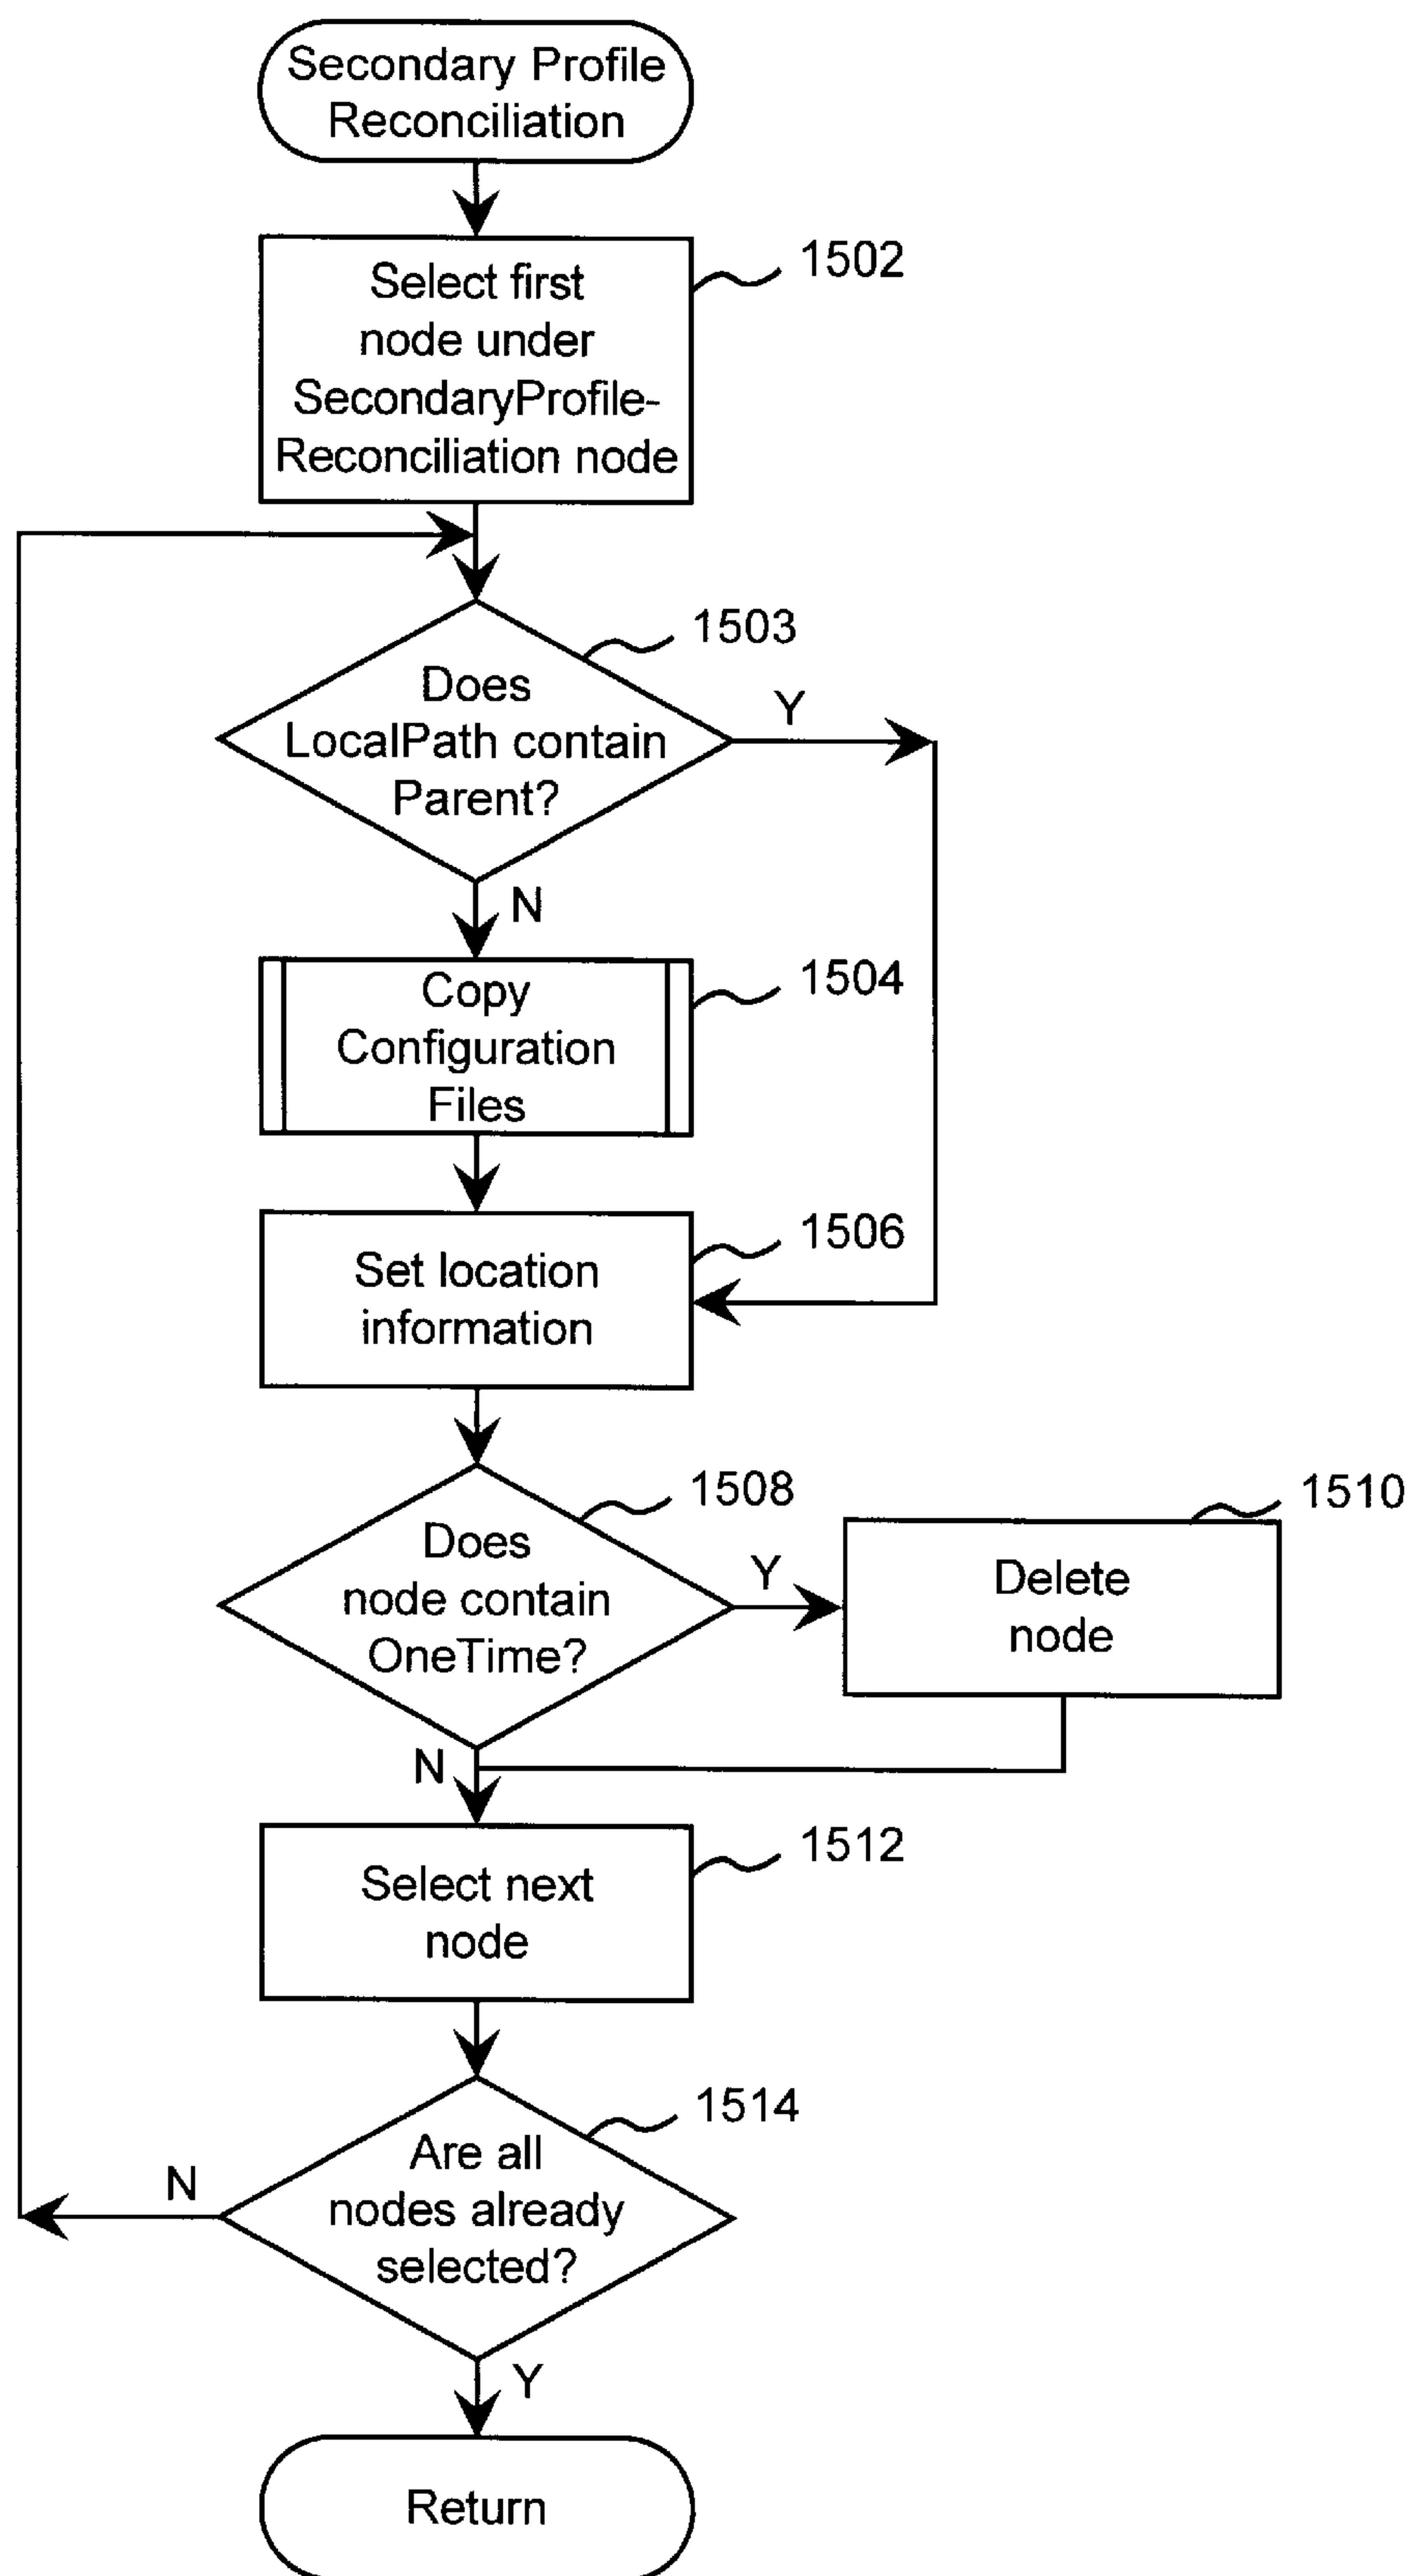 Secondary Profile
Reconciliation
1502
Select first
node under
SecondaryProfile-
Reconciliation node
1503
Does
LocalPath contain
Parent?
Y
N
1504
Copy
Configuration
Files
1506
Set location
information
1508
Does
node contain
OneTime?
Y
1510
Delete
node
N
1512
Select next
node
1514
Are all
nodes already
selected?
N
Y
Return